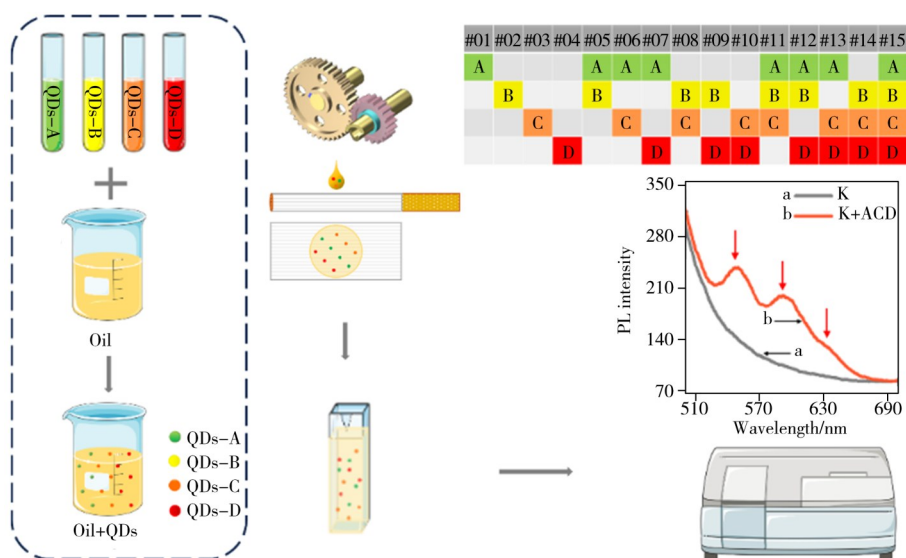 QDs-A
QDs-B
QDs-C
QDs-D
Oil
Oil+QDs
QDs-A
QDs-B
QDs-C
QDs-D
#01 #02 #03 #04 #05 #06 #07 #08 #09 #10 #11 #12 #13 #14 #15
A A A A A A A A
B B B B B B B B
C C C C C C C C
D D D D D D D D
350
280
210
140
70
PL intensity
a K
b K+ACD
b
a
510 570 630 690
Wavelength/nm